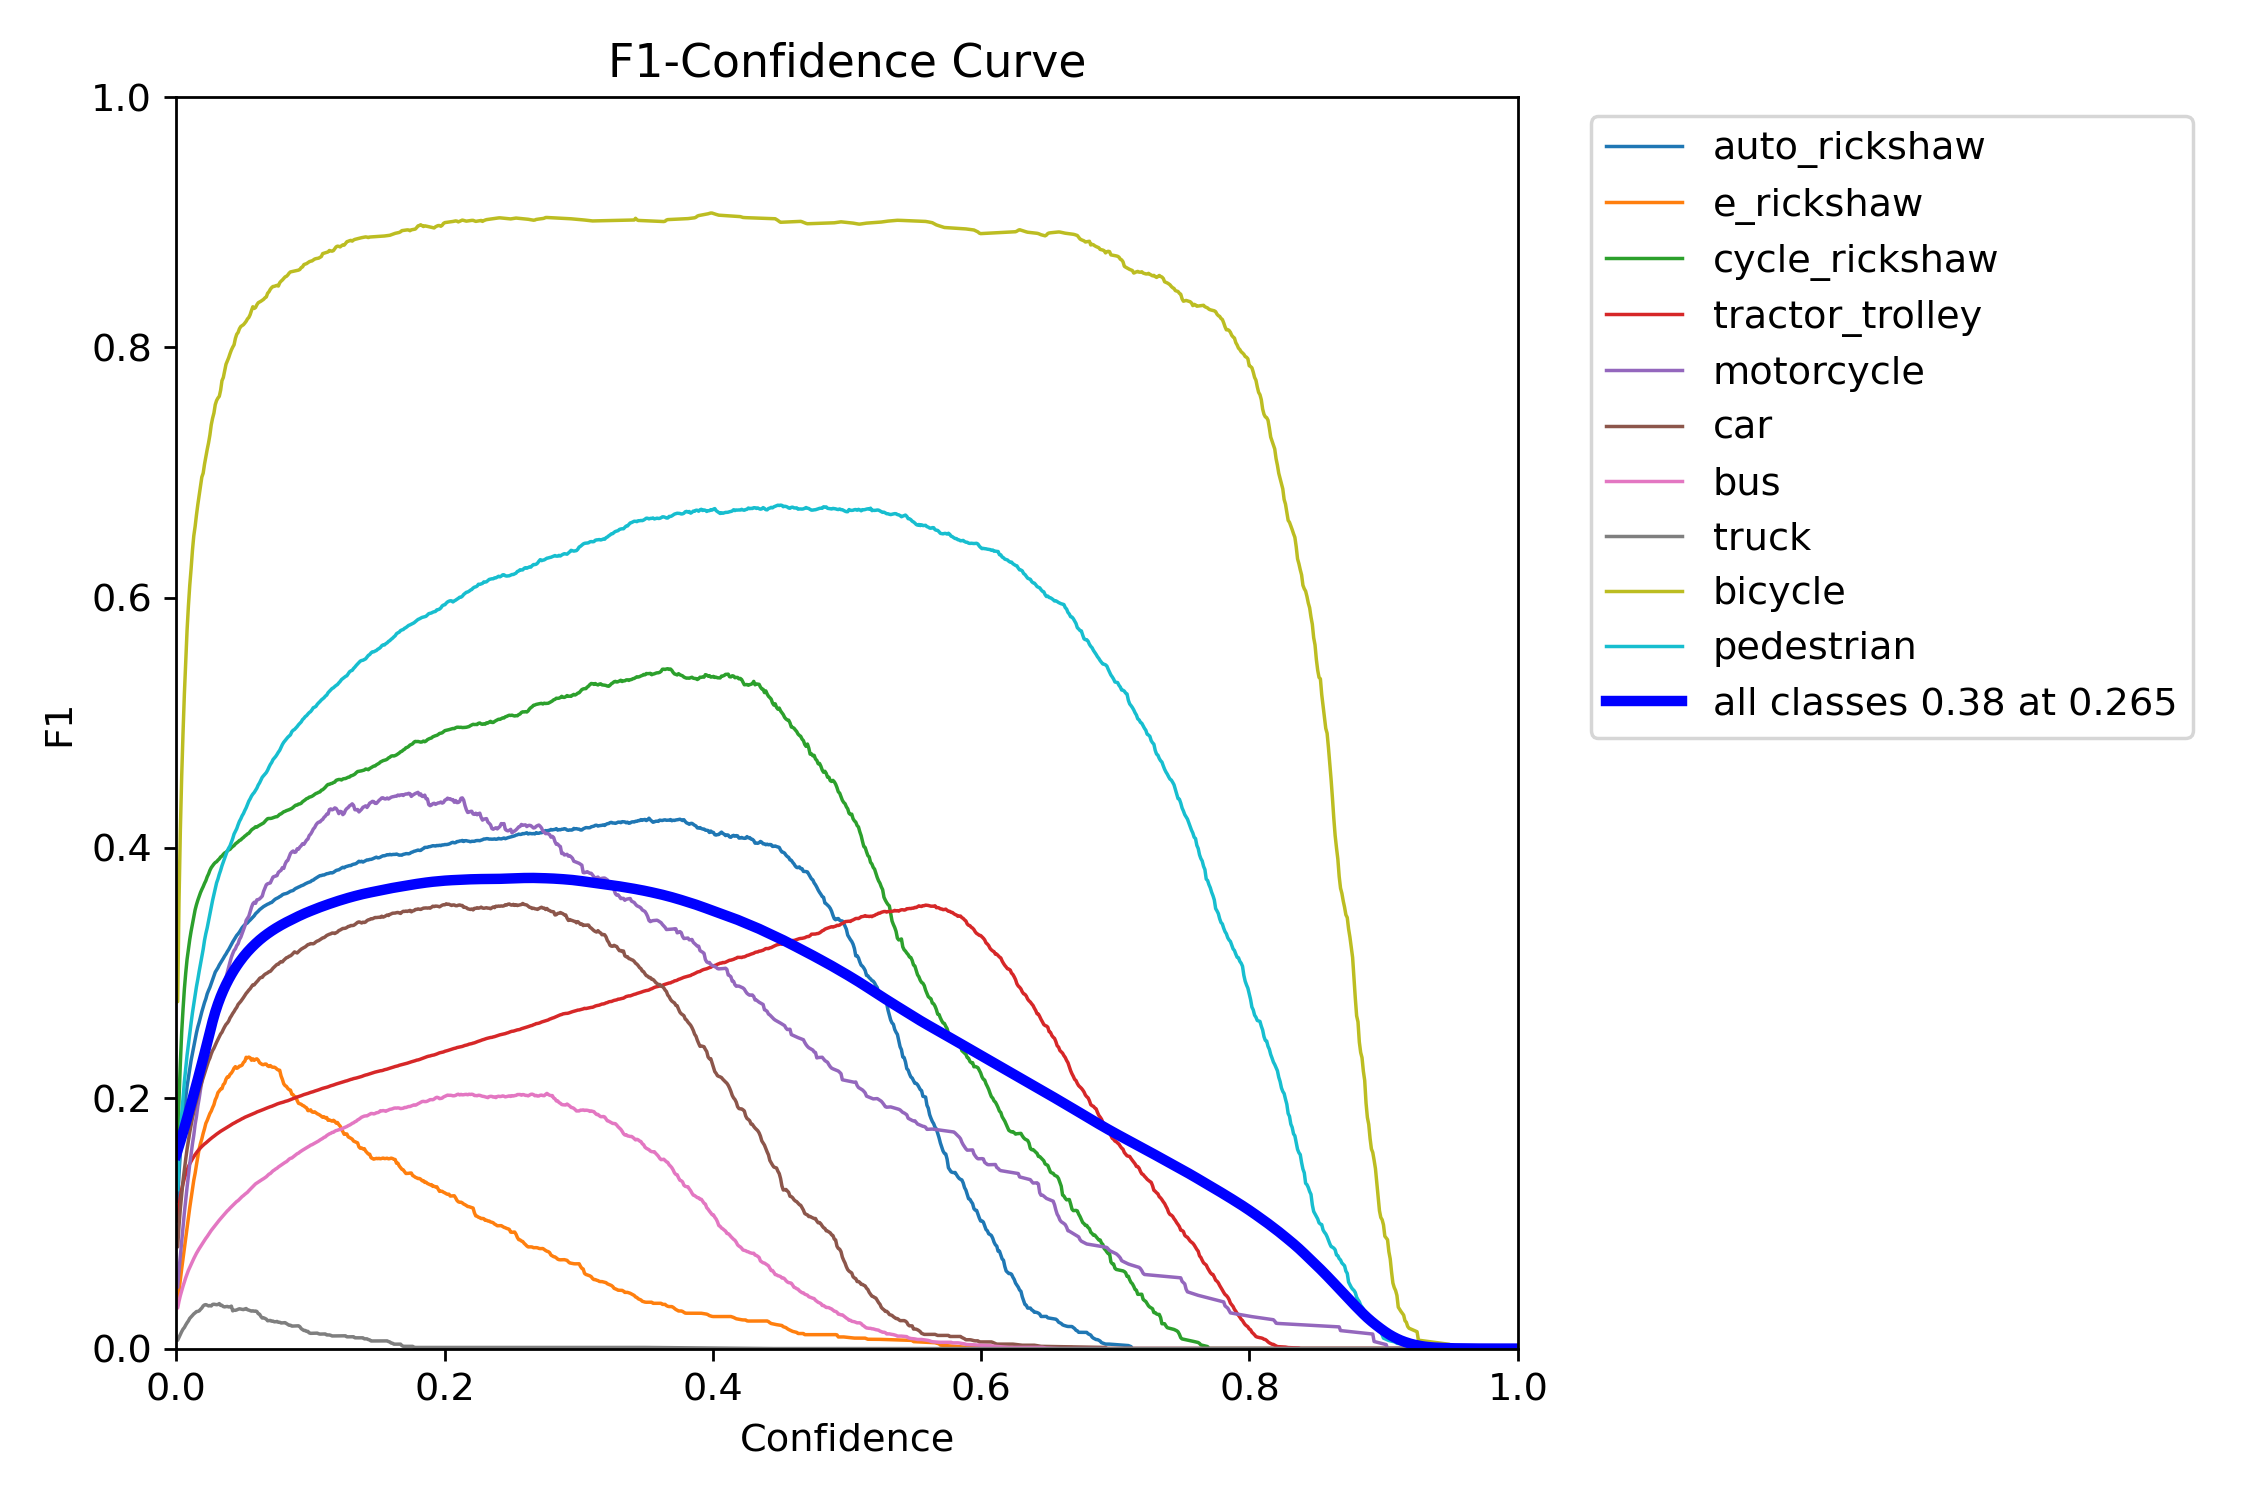 F1-Confidence Curve
1.0
0.8
0.6
0.4
0.2
0.0
F1
0.0 0.2 0.4 0.6 0.8 1.0
Confidence
auto_rickshaw
e_rickshaw
cycle_rickshaw
tractor_trolley
motorcycle
car
bus
truck
bicycle
pedestrian
all classes 0.38 at 0.265